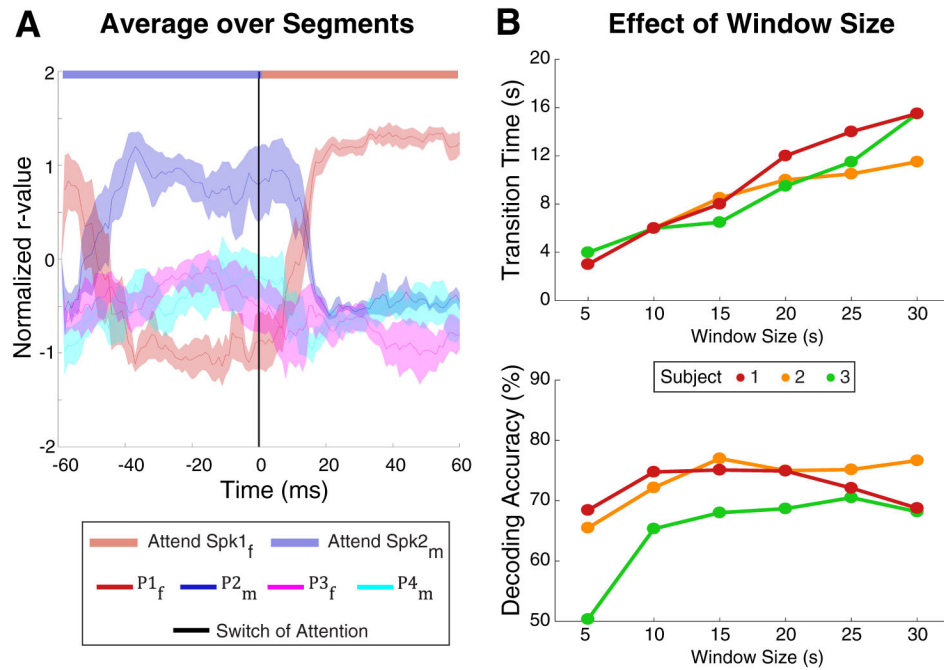 A Average over Segments
2
1
0
-1
-2
Normalized r-value
-60 -40 -20 0 20 40 60
Time (ms)
Attend Spk1f Attend Spk2m
P1f P2m P3f P4m
Switch of Attention
B Effect of Window Size
20
16
12
8
4
0
Transition Time (s)
5 10 15 20 25 30
Window Size (s)
Subject 1 2 3
90
80
70
60
50
Decoding Accuracy (%)
5 10 15 20 25 30
Window Size (s)